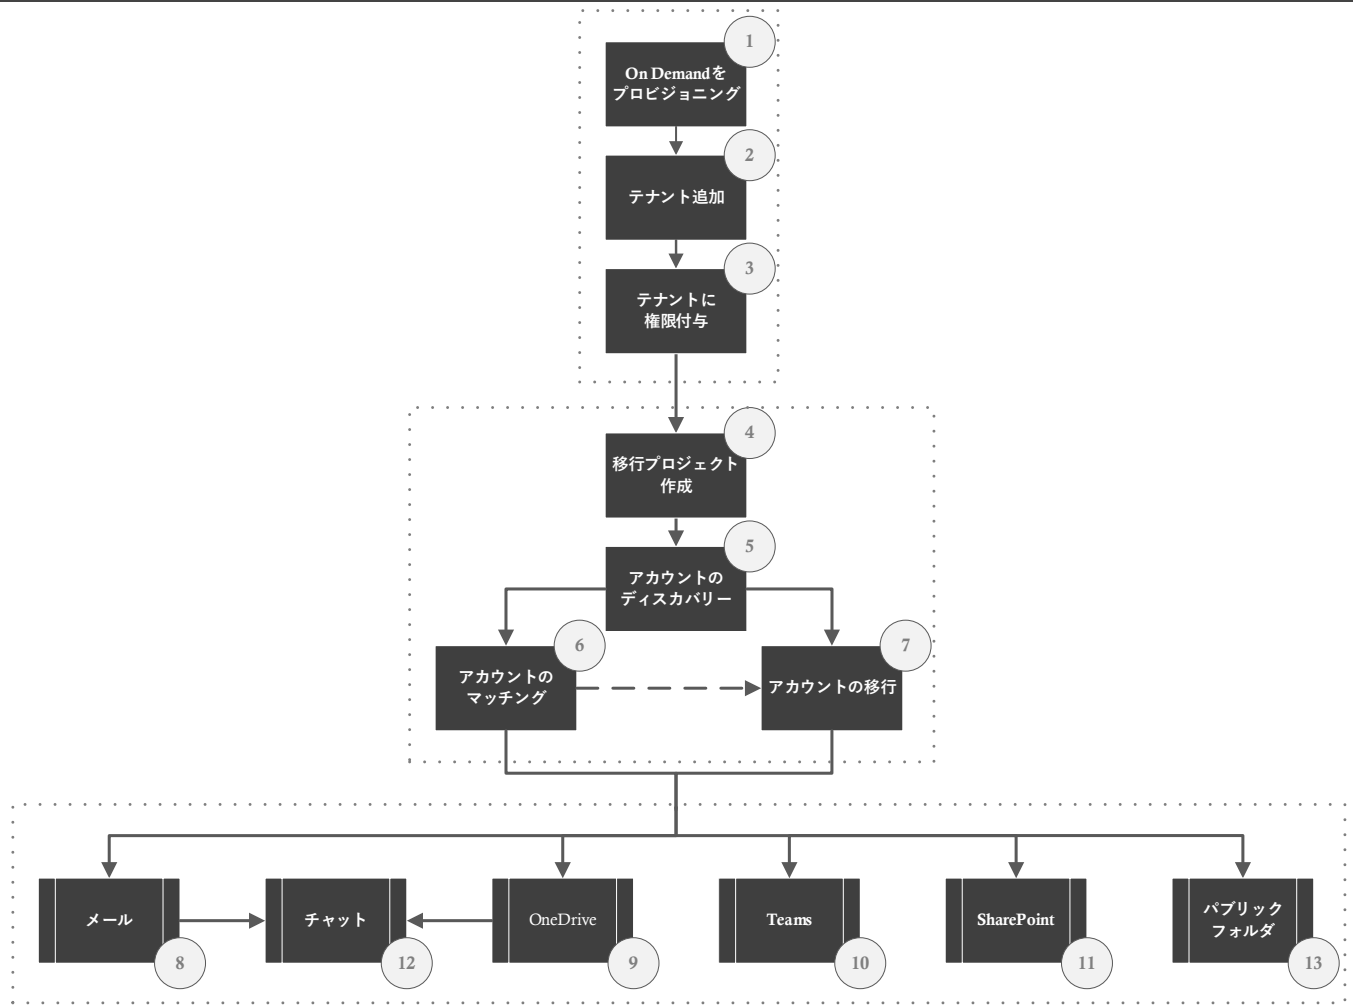 1
On Demandを
プロビジョニング
2
テナント追加
3
テナントに
権限付与
4
移行プロジェクト
作成
5
アカウントの
ディスカバリー
6
アカウントの
マッチング
7
アカウントの移行
メール
8
チャット
12
OneDrive
9
Teams
10
SharePoint
11
パブリック
フォルダ
13